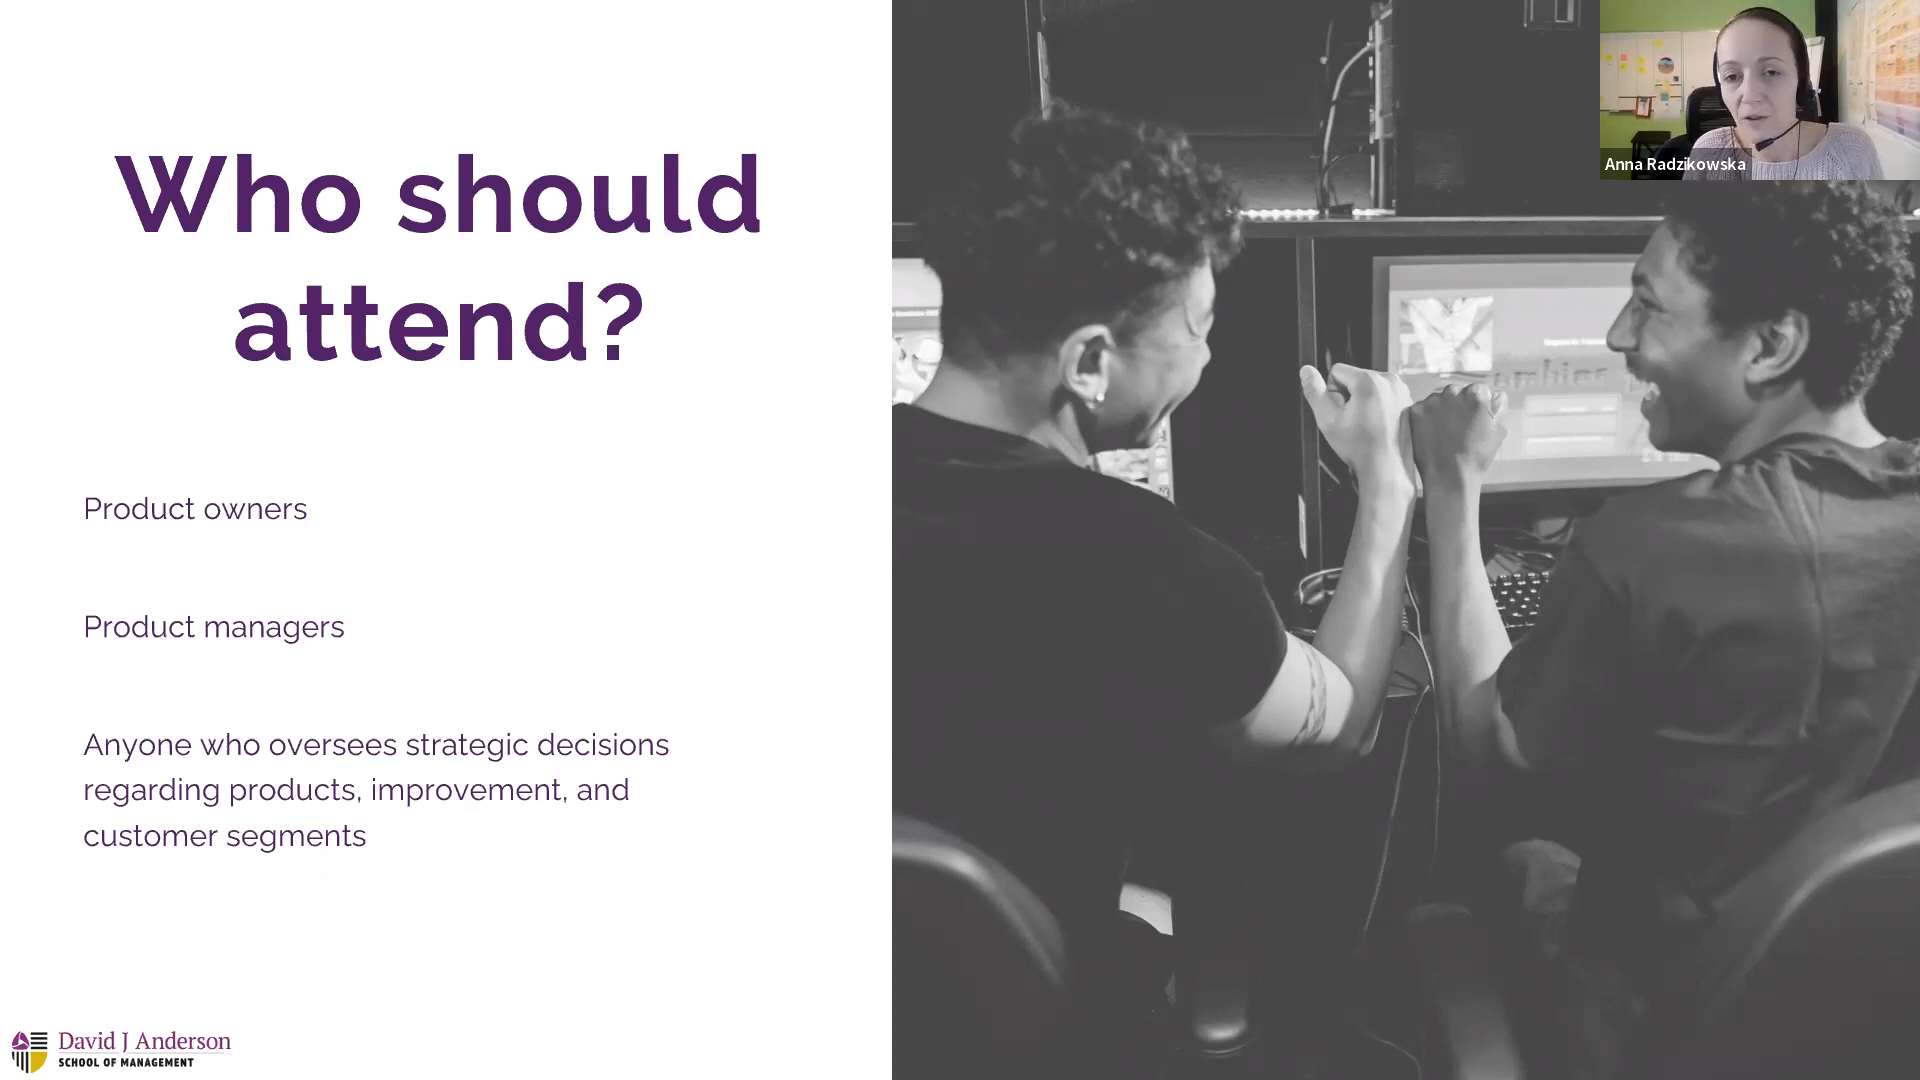 Who should
attend?
Product owners
Product managers
Anyone who oversees strategic decisions
regarding products, improvement, and
customer segments
David J Anderson
SCHOOL OF MANAGEMENT
Anna Radzikowska